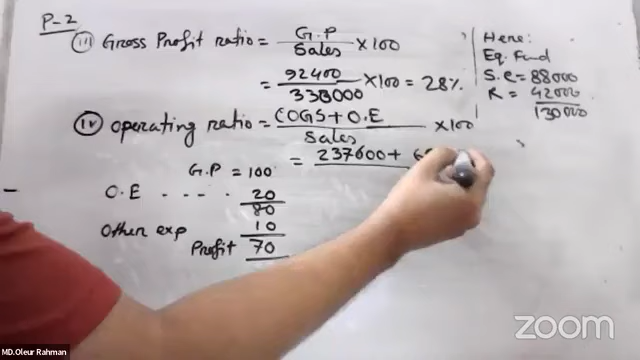 P-2
iii) Gross Profit ratio = G.P / Sales × 100
= 92400 / 330000 × 100 = 28%
iv) Operating ratio = COGS + O.E / Sales × 100
= 237600 +
G.P = 100
O.E - - - - 20
80
Other exp 10
Profit 70
Here:
Eq. Fund
S.C = 88000
R = 42000
130000
MD.Oleur Rahman
zoom